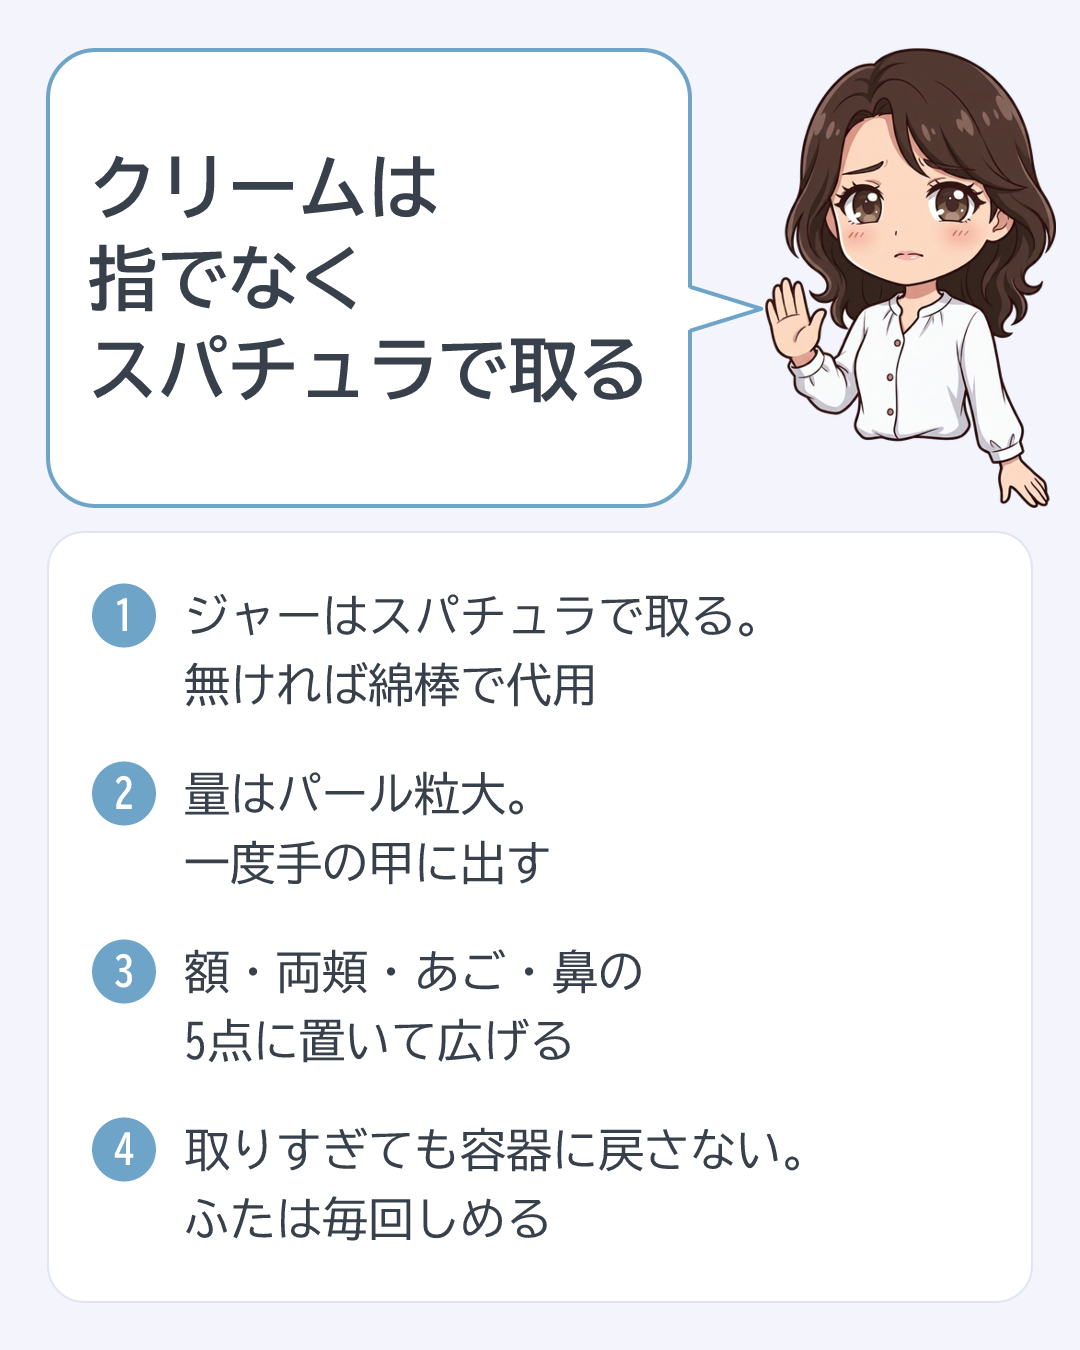 クリームは
指でなく
スパチュラで取る
1 ジャーはスパチュラで取る。
無ければ綿棒で代用
2 量はパール粒大。
一度手の甲に出す
3 額・両頬・あご・鼻の
5点に置いて広げる
4 取りすぎても容器に戻さない。
ふたは毎回しめる